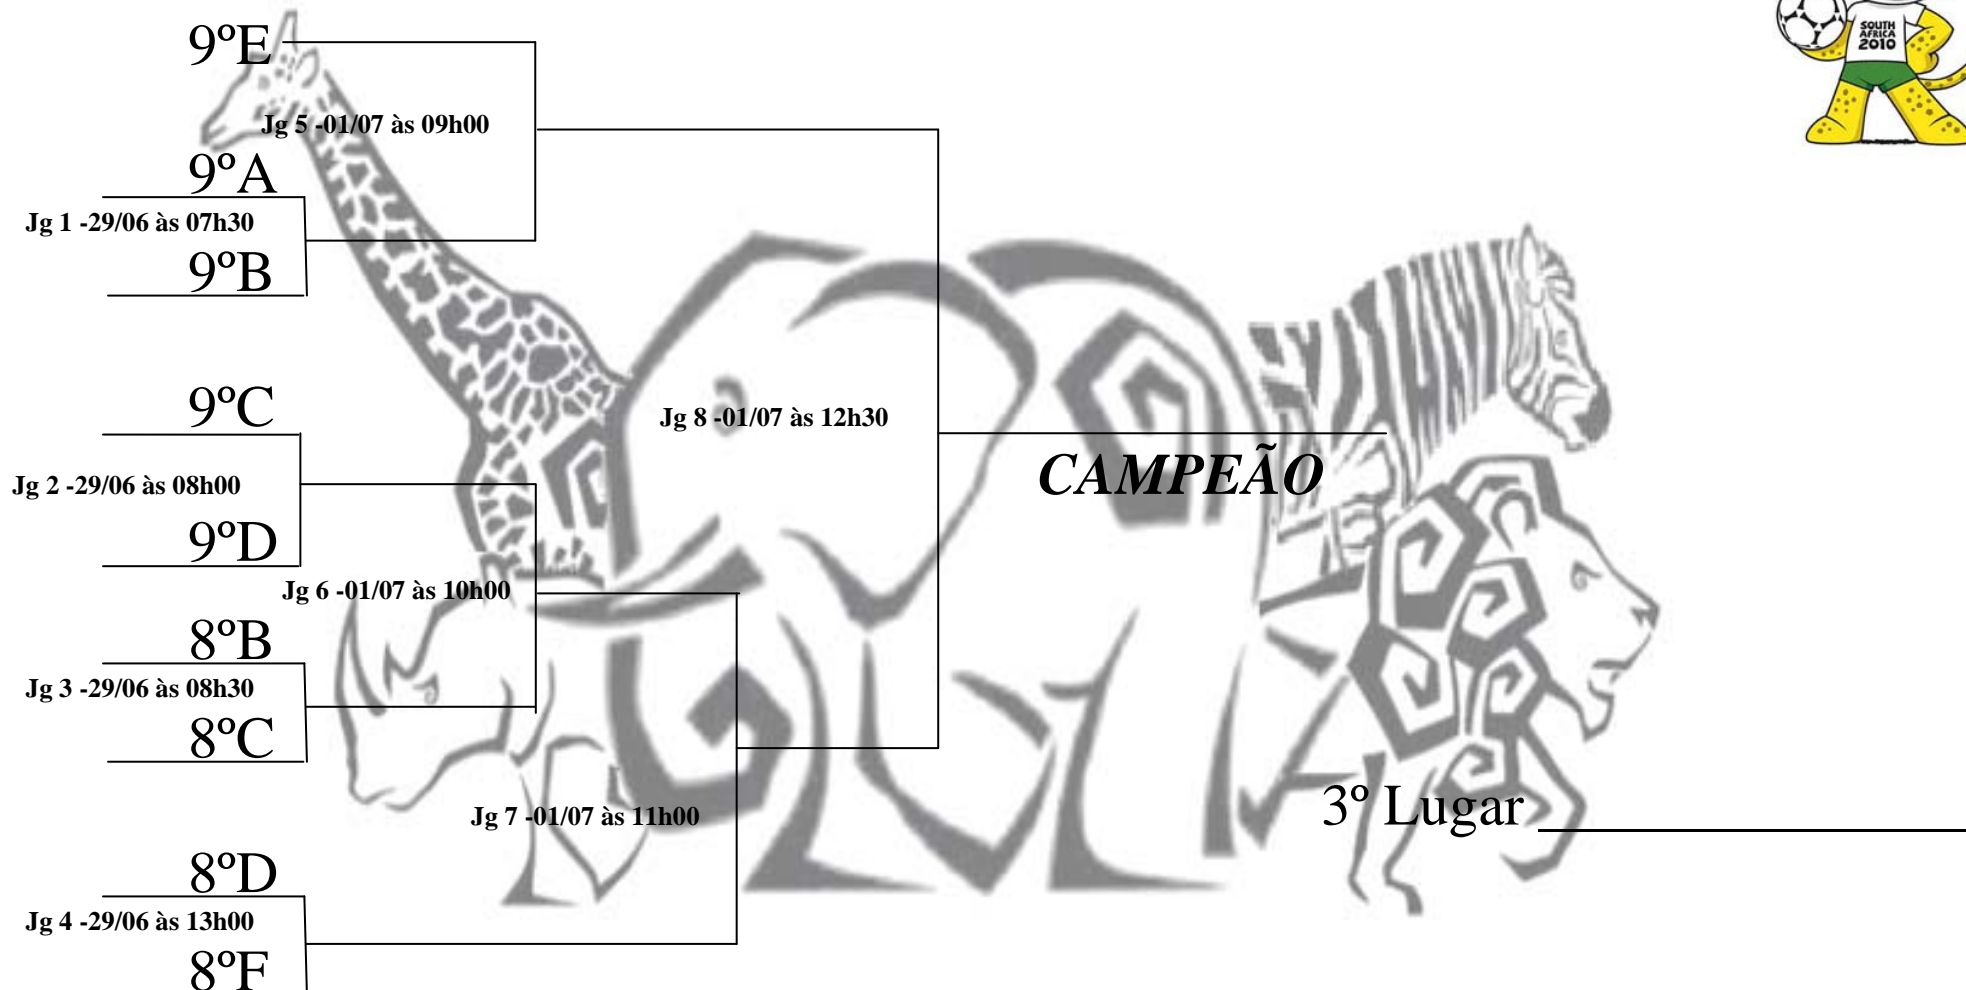 9ºE
SOUTH
AFRICA
2010
Jg 5 -01/07 às 09h00
9ºA
Jg 1 -29/06 às 07h30
9ºB
9ºC
Jg 8 -01/07 às 12h30
CAMPEÃO
Jg 2 -29/06 às 08h00
9ºD
Jg 6 -01/07 às 10h00
8ºB
Jg 3 -29/06 às 08h30
8ºC
Jg 7 -01/07 às 11h00
3º Lugar
8ºD
Jg 4 -29/06 às 13h00
8ºF